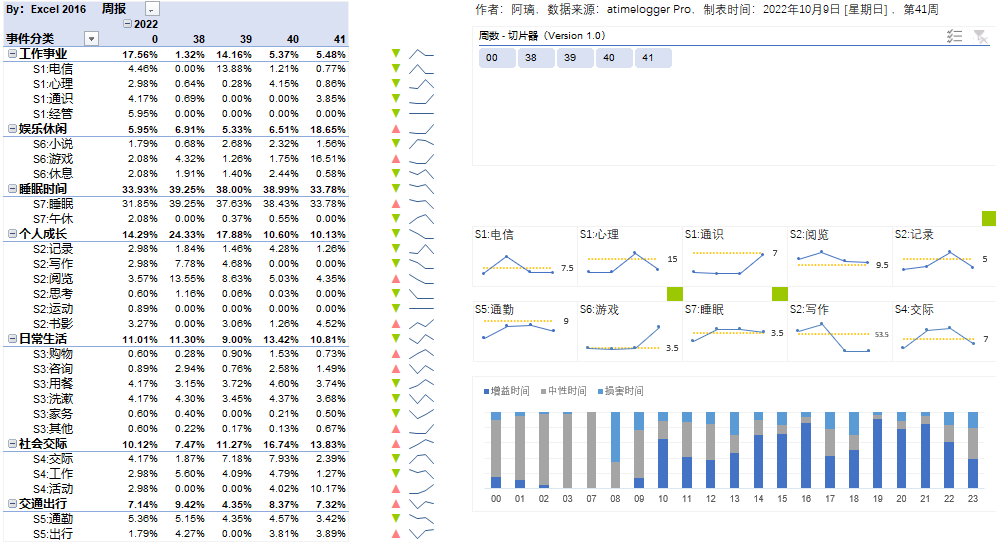 By：Excel 2016 周报
2022
事件分类 0 38 39 40 41
工作事业 17.56% 1.32% 14.16% 5.37% 5.48%
S1:电信 4.46% 0.00% 13.88% 1.21% 0.77%
S1:心理 2.98% 0.64% 0.28% 4.15% 0.86%
S1:通识 4.17% 0.69% 0.00% 0.00% 3.85%
S1:经管 5.95% 0.00% 0.00% 0.00% 0.00%
娱乐休闲 5.95% 6.91% 5.33% 6.51% 18.65%
S6:小说 1.79% 0.68% 2.68% 2.32% 1.56%
S6:游戏 2.08% 4.32% 1.26% 1.75% 16.51%
S6:休息 2.08% 1.91% 1.40% 2.44% 0.58%
睡眠时间 33.93% 39.25% 38.00% 38.99% 33.78%
S7:睡眠 31.85% 39.25% 37.63% 38.43% 33.78%
S7:午休 2.08% 0.00% 0.37% 0.55% 0.00%
个人成长 14.29% 24.33% 17.88% 10.60% 10.13%
S2:记录 2.98% 1.84% 1.46% 4.28% 1.26%
S2:写作 2.98% 7.78% 4.68% 0.00% 0.00%
S2:阅览 3.57% 13.55% 8.63% 5.03% 4.35%
S2:思考 0.60% 1.16% 0.06% 0.03% 0.00%
S2:运动 0.89% 0.00% 0.00% 0.00% 0.00%
S2:书影 3.27% 0.00% 3.06% 1.26% 4.52%
日常生活 11.01% 11.30% 9.00% 13.42% 10.81%
S3:购物 0.60% 0.28% 0.90% 1.53% 0.73%
S3:咨询 0.89% 2.94% 0.76% 2.58% 1.49%
S3:用餐 4.17% 3.15% 3.72% 4.60% 3.74%
S3:洗漱 4.17% 4.30% 3.45% 4.37% 3.68%
S3:家务 0.60% 0.40% 0.00% 0.21% 0.50%
S3:其他 0.60% 0.22% 0.17% 0.13% 0.67%
社会交际 10.12% 7.47% 11.27% 16.74% 13.83%
S4:交际 4.17% 1.87% 7.18% 7.93% 2.39%
S4:工作 2.98% 5.60% 4.09% 4.79% 1.27%
S4:活动 2.98% 0.00% 0.00% 4.02% 10.17%
交通出行 7.14% 9.42% 4.35% 8.37% 7.32%
S5:通勤 5.36% 5.15% 4.35% 4.57% 3.42%
S5:出行 1.79% 4.27% 0.00% 3.81% 3.89%
作者：阿璃，数据来源：atimelogger Pro，制表时间：2022年10月9日 [星期日] ，第41周
周数 - 切片器（Version 1.0）
00 38 39 40 41
S1:电信 S1:心理 S1:通识 S2:阅览 S2:记录
7.5 15 7 9.5 5
S5:通勤 S6:游戏 S7:睡眠 S2:写作 S4:交际
9 3.5 3.5 53.5 7
增益时间 中性时间 损害时间
00 01 02 03 07 08 09 10 11 12 13 14 15 16 17 18 19 20 21 22 23